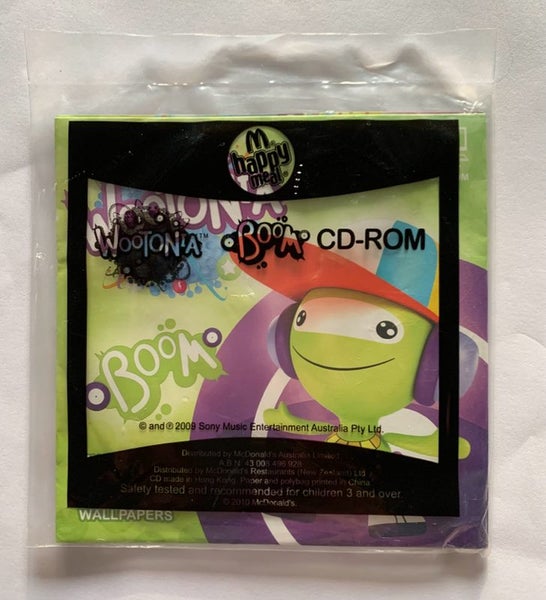 M
happy
meal
WOOTONIA
WOOTONIA™
BOOM CD-ROM
BOOM
© and ℗ 2009 Sony Music Entertainment Australia Pty Ltd.
Distributed by McDonald's Australia Limited
A.B.N. 43 008 496 928
Distributed by McDonald's Restaurants (New Zealand) Ltd
CD made in Hong Kong. Paper and polybag printed in China
Safety tested and recommended for children 3 and over.
© 2010 McDonald's.
WALLPAPERS